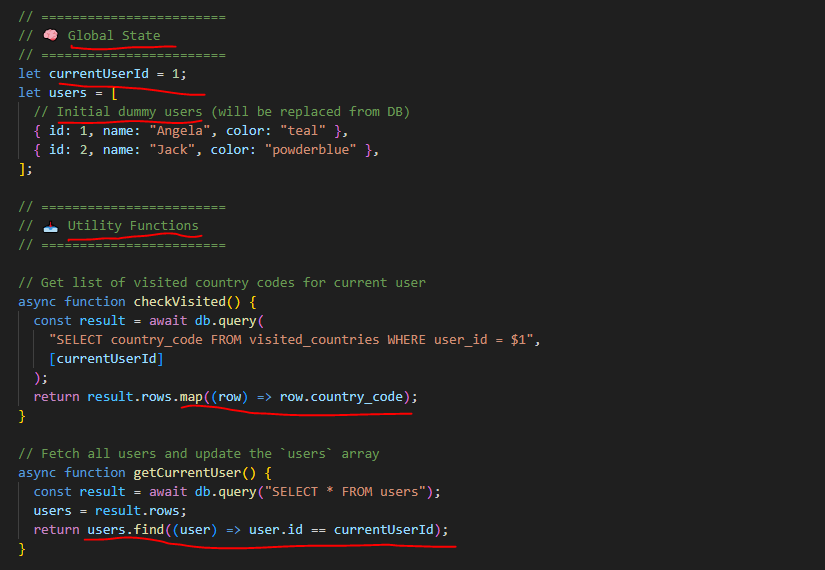 // ========================
// 🧠 Global State
// ========================
let currentUserId = 1;
let users = [
  // Initial dummy users (will be replaced from DB)
  { id: 1, name: "Angela", color: "teal" },
  { id: 2, name: "Jack", color: "powderblue" },
];

// ========================
// 📥 Utility Functions
// ========================

// Get list of visited country codes for current user
async function checkVisited() {
  const result = await db.query(
    "SELECT country_code FROM visited_countries WHERE user_id = $1",
    [currentUserId]
  );
  return result.rows.map((row) => row.country_code);
}

// Fetch all users and update the `users` array
async function getCurrentUser() {
  const result = await db.query("SELECT * FROM users");
  users = result.rows;
  return users.find((user) => user.id == currentUserId);
}